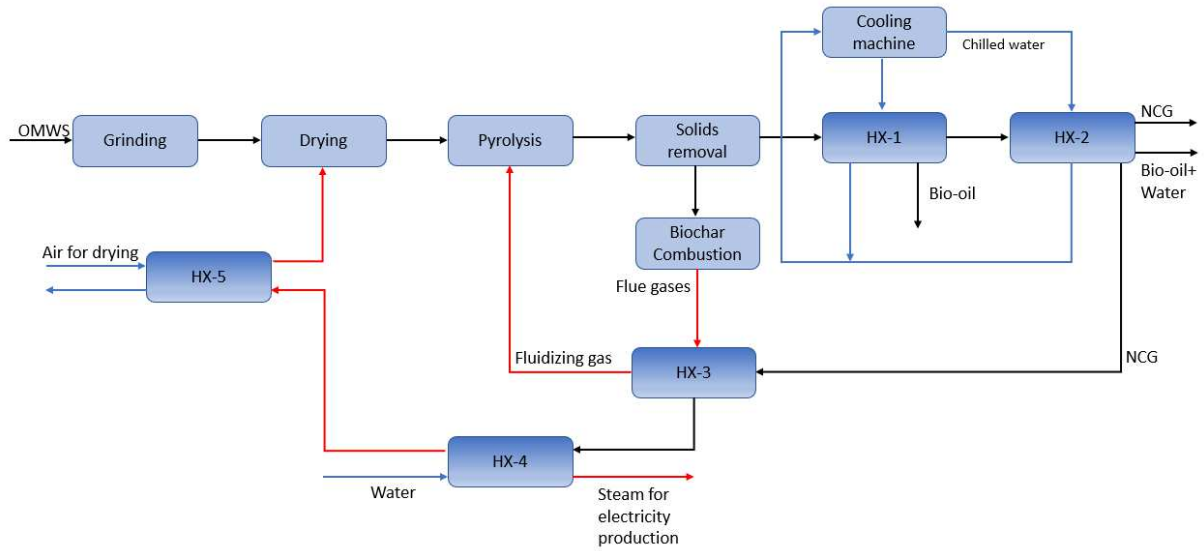 Cooling
machine
Chilled water
OMWS
Grinding
Drying
Pyrolysis
Solids
removal
HX-1
HX-2
NCG
Bio-oil+
Water
Bio-oil
Biochar
Combustion
Air for drying
HX-5
Flue gases
Fluidizing gas
HX-3
NCG
HX-4
Water
Steam for
electricity
production